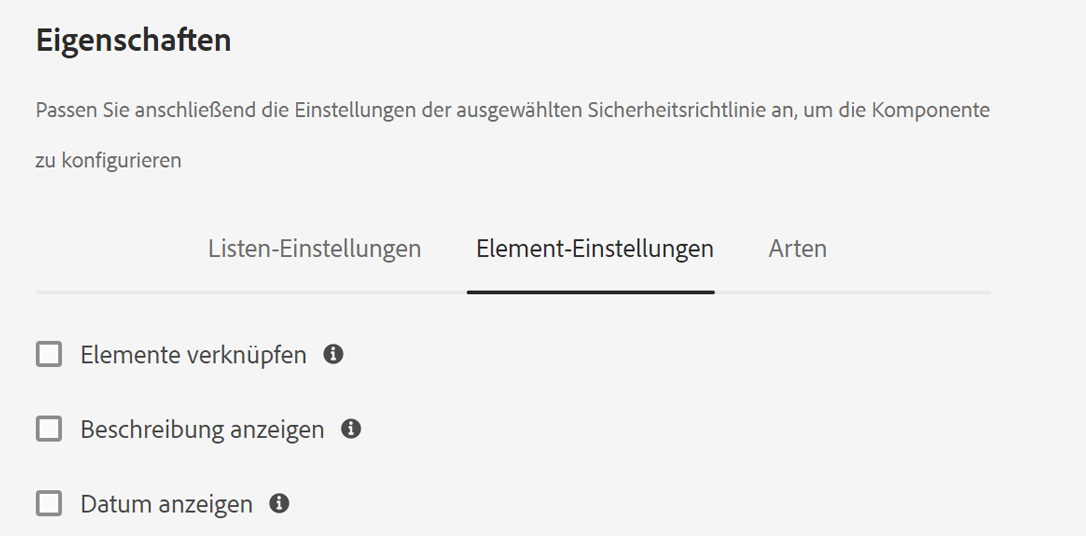 Eigenschaften
Passen Sie anschließend die Einstellungen der ausgewählten Sicherheitsrichtlinie an, um die Komponente
zu konfigurieren
Listen-Einstellungen Element-Einstellungen Arten
Elemente verknüpfen
Beschreibung anzeigen
Datum anzeigen